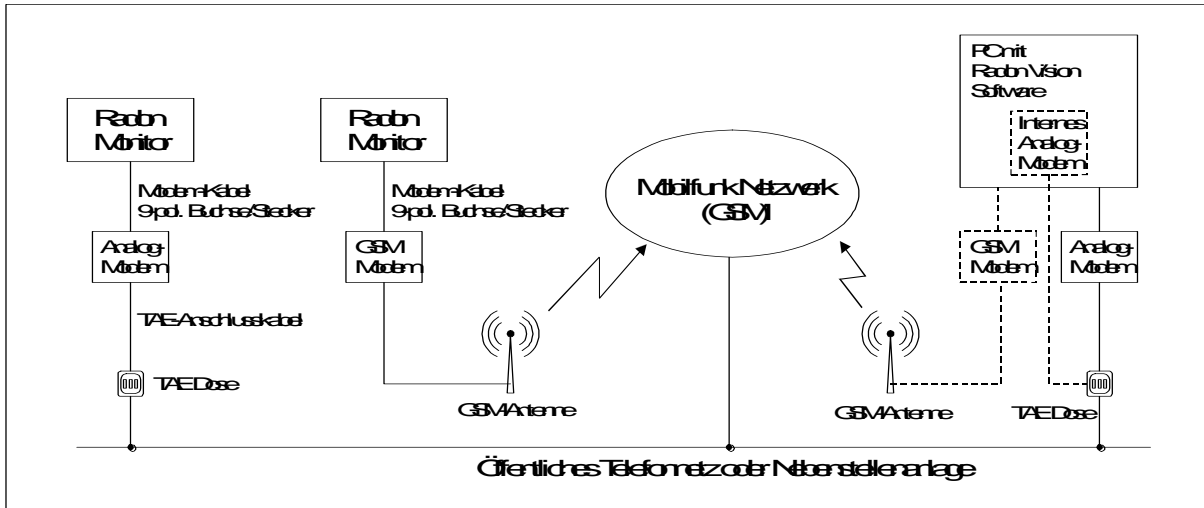 Radon
Monitor
Modem-Kabel
9-pol. Buchse/Stecker
Analog-
Modem
TAE-Anschlusskabel
TAE Dose
Radon
Monitor
Modem-Kabel
9-pol. Buchse/Stecker
GSM
Modem
GSM-Antenne
Mobilfunk Netzwerk
(GSM)
PC mit
Radon Vision
Software
Internes
Analog-
Modem
GSM
Modem
Analog-
Modem
GSM-Antenne
TAE Dose
Öffentliches Telefonnetz oder Nebenstellenanlage